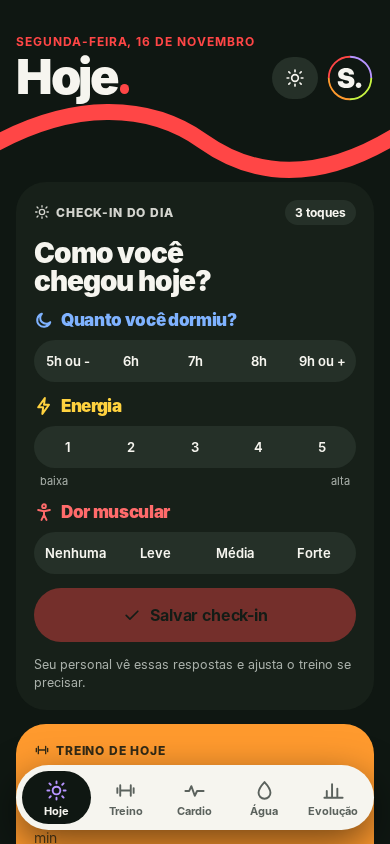 SEGUNDA-FEIRA, 16 DE NOVEMBRO
Hoje.
S.
CHECK-IN DO DIA
3 toques
Como você
chegou hoje?
Quanto você dormiu?
5h ou - 6h 7h 8h 9h ou +
Energia
1 2 3 4 5
baixa alta
Dor muscular
Nenhuma Leve Média Forte
Salvar check-in
Seu personal vê essas respostas e ajusta o treino se
precisar.
TREINO DE HOJE
Hoje Treino Cardio Água Evolução
min